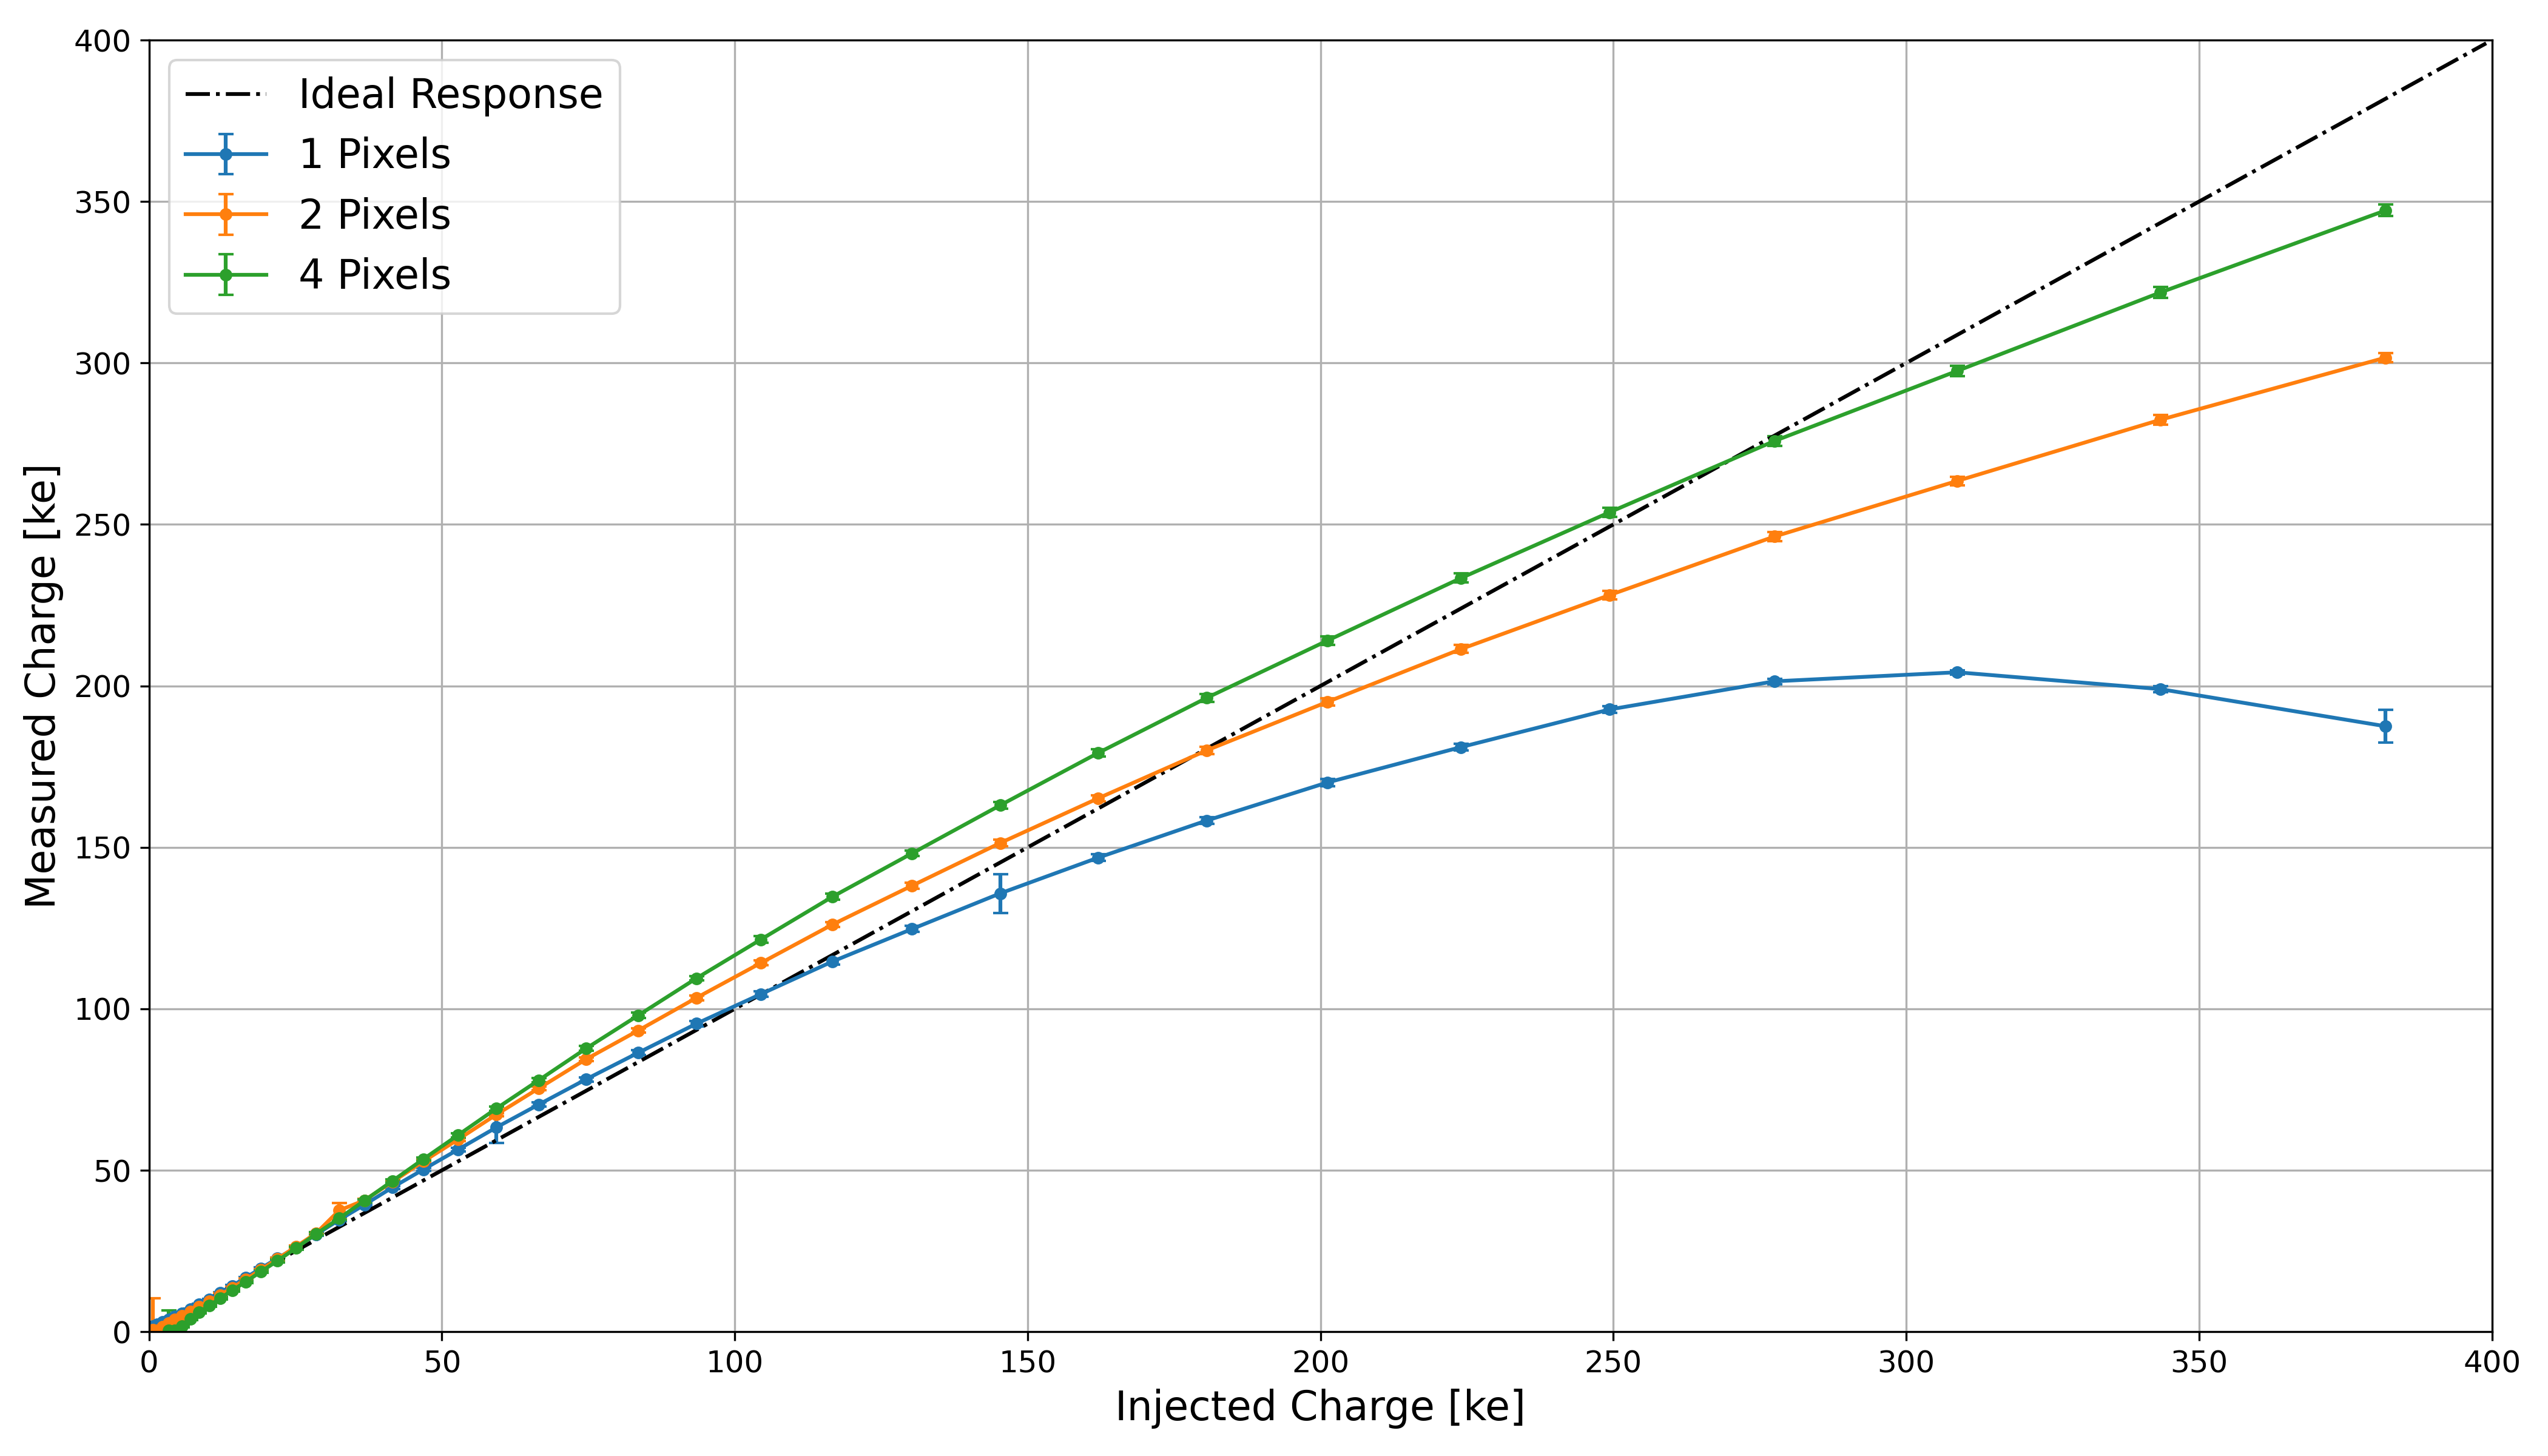 Ideal Response
1 Pixels
2 Pixels
4 Pixels
400
350
300
250
200
150
100
50
0
Measured Charge [ke]
0 50 100 150 200 250 300 350 400
Injected Charge [ke]